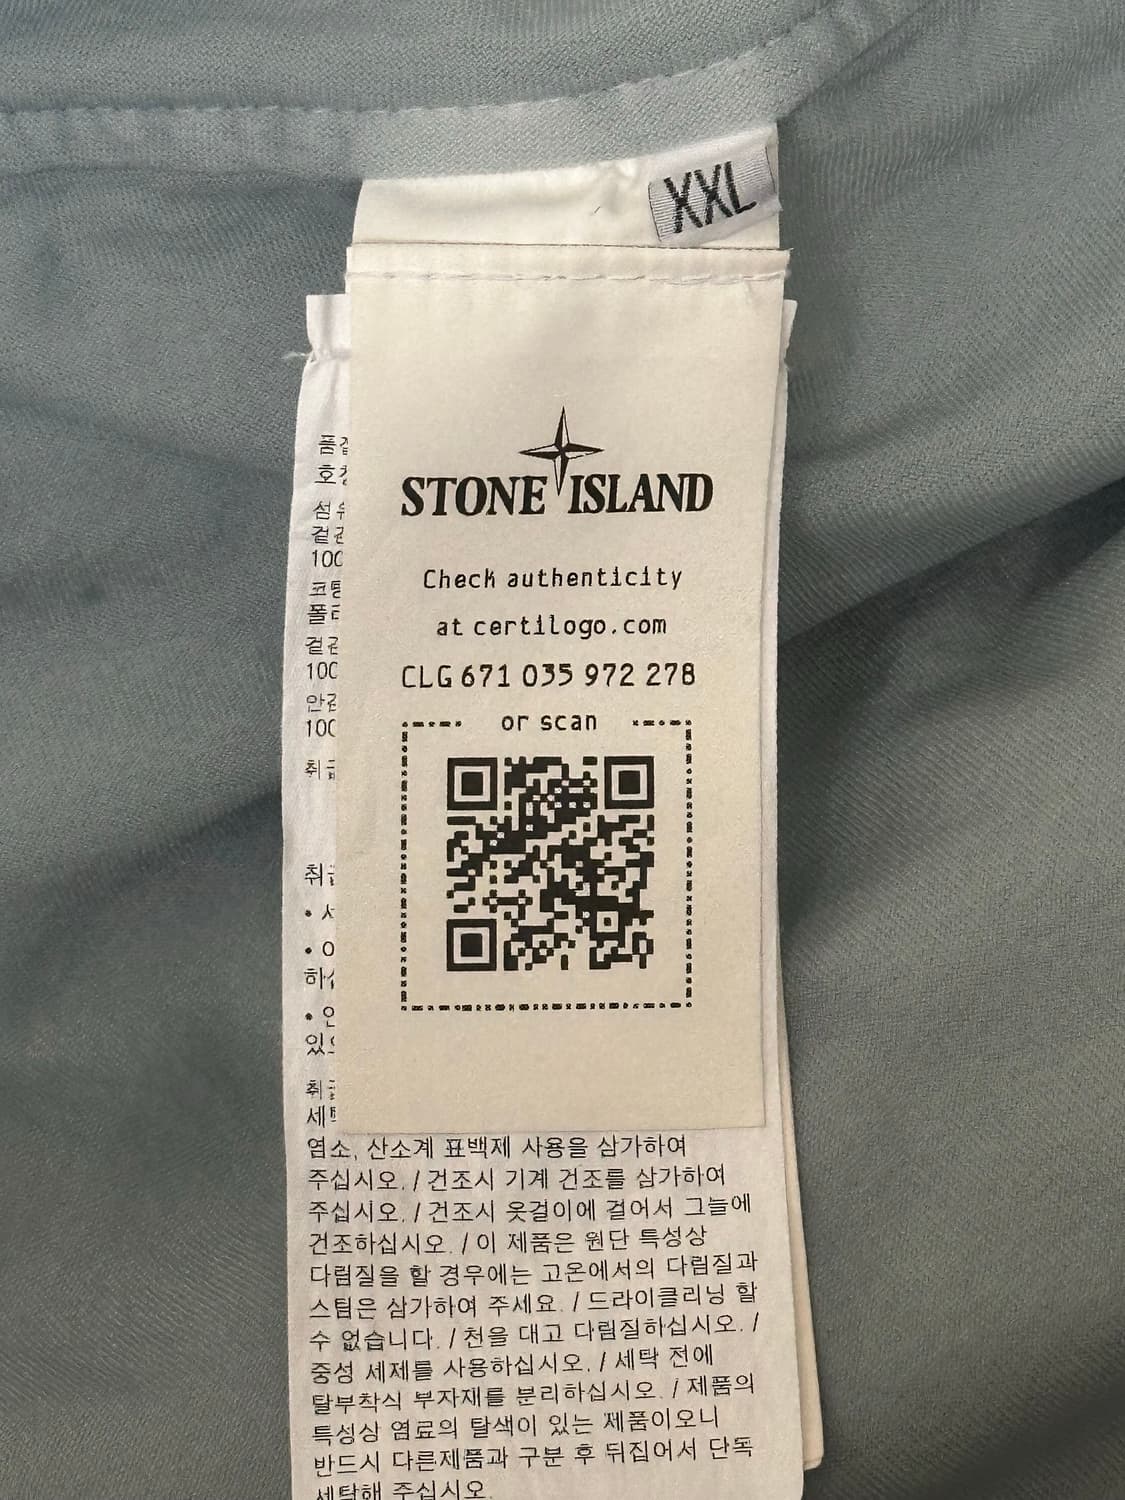 XXL
STONE ISLAND
Check authenticity
at certilogo.com
CLG 671 035 972 278
or scan
염소, 산소계 표백제 사용을 삼가하여
주십시오. / 건조시 기계 건조를 삼가하여
주십시오. / 건조시 옷걸이에 걸어서 그늘에
건조하십시오. / 이 제품은 원단 특성상
다림질을 할 경우에는 고온에서의 다림질과
스팀은 삼가하여 주세요. / 드라이클리닝 할
수 없습니다. / 천을 대고 다림질하십시오. /
중성 세제를 사용하십시오. / 세탁 전에
탈부착식 부자재를 분리하십시오. / 제품의
특성상 염료의 탈색이 있는 제품이오니
반드시 다른제품과 구분 후 뒤집어서 단독
세탁해 주십시오.